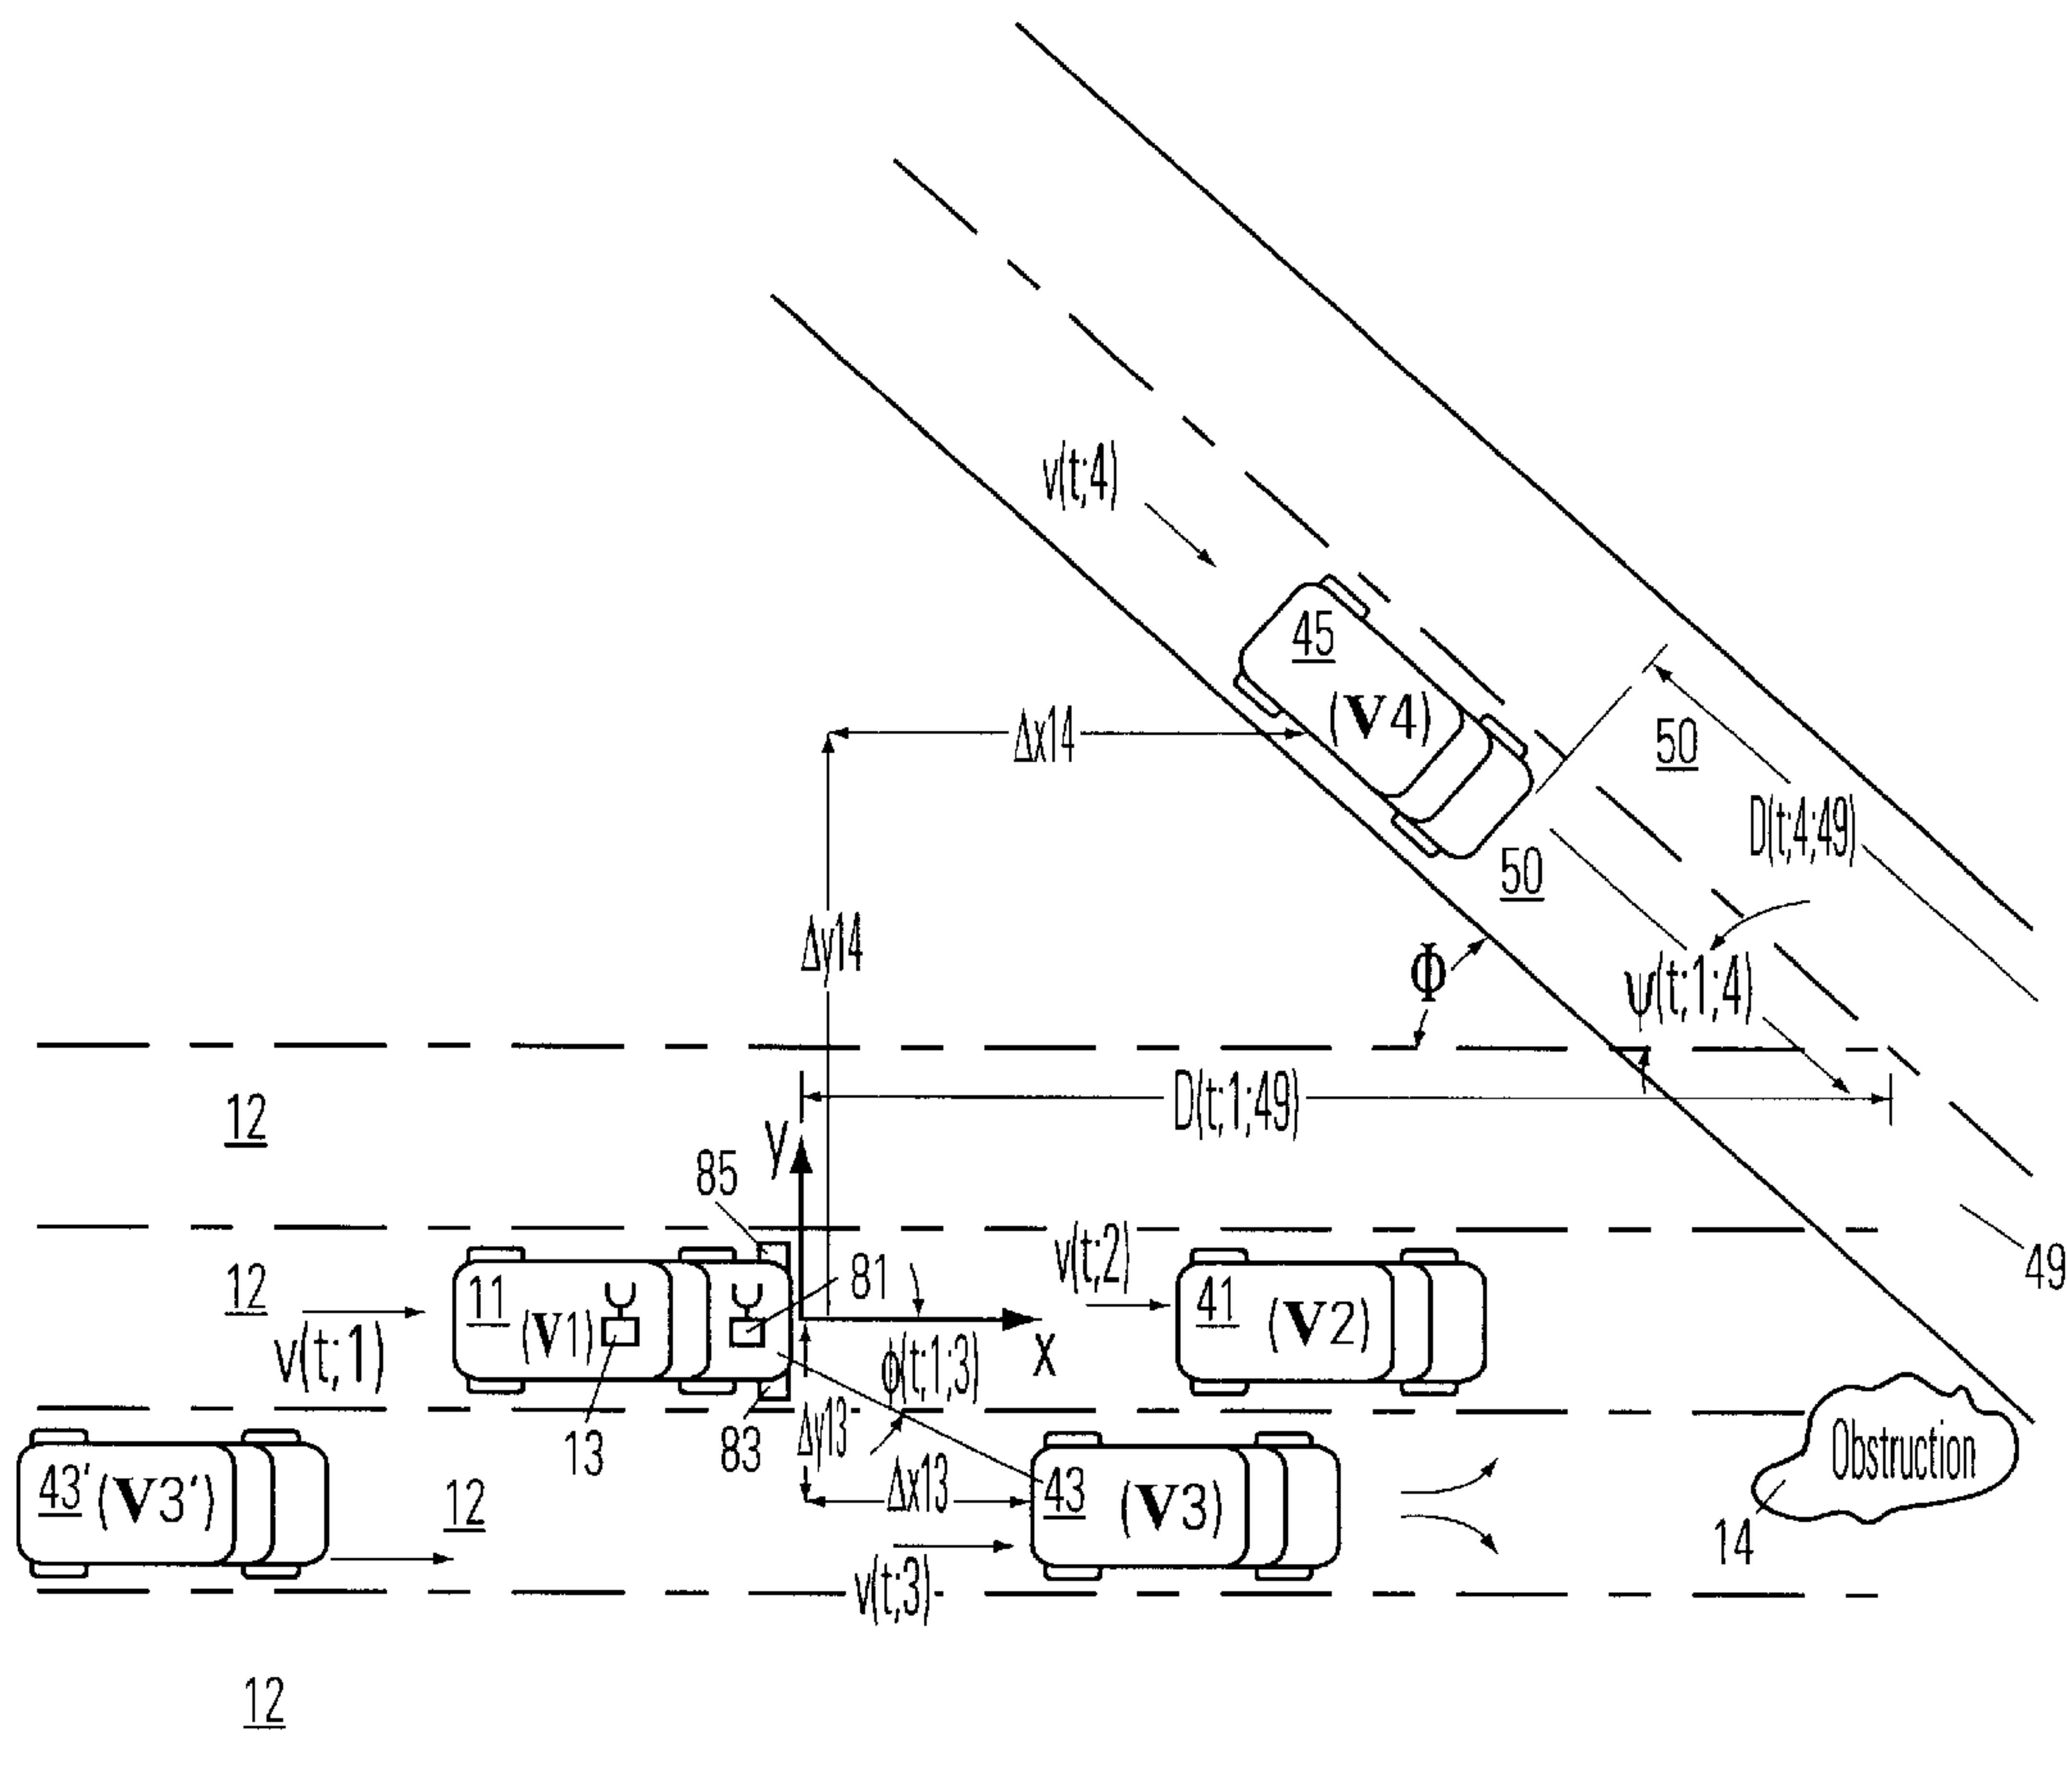 v(t;4)
45
(V4)
Δx14
50
D(t;4;49)
50
Δy14
Φ
ψ(t;1;4)
12
D(t;1;49)
y
85
12
v(t;2)
49
81
11
(V1)
41
(V2)
v(t;1)
x
ϕ(t;1;3)
13
83
Δy13
Obstruction
43'(V3')
12
Δx13
43
(V3)
14
v(t;3)
12